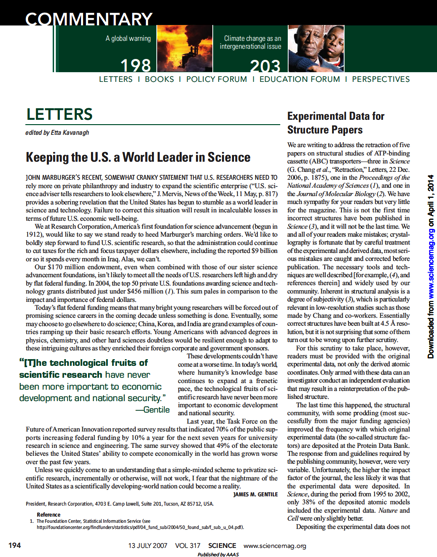 COMMENTARY
A global warning
198
Climate change as an
intergenerational issue
203
LETTERS I BOOKS I POLICY FORUM I EDUCATION FORUM I PERSPECTIVES
LETTERS
edited by Etta Kavanagh
Keeping the U.S. a World Leader in Science
JOHN MARBURGER'S RECENT, SOMEWHAT CRANKY STATEMENT THAT U.S. RESEARCHERS NEED TO
rely more on private philanthropy and industry to expand the scientific enterprise ("U.S. sci-
ence adviser tells researchers to look elsewhere," J. Mervis, News of the Week, 11 May, p. 817)
provides a sobering revelation that the United States has begun to stumble as a world leader in
science and technology. Failure to correct this situation will result in incalculable losses in
terms of future U.S. economic well-being.
We at Research Corporation, America's first foundation for science advancement (begun in
1912), would like to say we stand ready to heed Marburger's marching orders. We'd like to
boldly step forward to fund U.S. scientific research, so that the administration could continue
to cut taxes for the rich and focus taxpayer dollars elsewhere, including the reported $9 billion
or so it spends every month in Iraq. Alas, we can't.
Our $170 million endowment, even when combined with those of our sister science
advancement foundations, isn't likely to meet all the needs of U.S. researchers left high and dry
by flat federal funding. In 2004, the top 50 private U.S. foundations awarding science and tech-
nology grants distributed just under $456 million (1). This sum pales in comparison to the
impact and importance of federal dollars.
Today's flat federal funding means that many bright young researchers will be forced out of
promising science careers in the coming decade unless something is done. Eventually, some
may choose to go elsewhere to do science; China, Korea, and India are grand examples of coun-
tries ramping up their basic research efforts. Young Americans with advanced degrees in
physics, chemistry, and other hard sciences doubtless would be resilient enough to adapt to
these intriguing cultures as they enriched their foreign corporate and government sponsors.
These developments couldn't have
come at a worse time. In today's world,
where humanity's knowledge base
continues to expand at a frenetic
pace, the technological fruits of sci-
entific research have never been more
important to economic development
and national security.
"[T]he technological fruits of
scientific research have never
been more important to economic
development and national security."
—Gentile
Last year, the Task Force on the
Future of American Innovation reported survey results that indicated 70% of the public sup-
ports increasing federal funding by 10% a year for the next seven years for university
research in science and engineering. The same survey showed that 49% of the electorate
believes the United States' ability to compete economically in the world has grown worse
over the past few years.
Unless we quickly come to an understanding that a simple-minded scheme to privatize sci-
entific research, incrementally or otherwise, will not work, I fear that the nightmare of the
United States as a scientifically developing-world nation could become a reality.
JAMES M. GENTILE
President, Research Corporation, 4703 E. Camp Lowell, Suite 201, Tucson, AZ 85712, USA.
Reference
1. The Foundation Center, Statistical Information Service (see
Experimental Data for
Structure Papers
We are writing to address the retraction of five
papers on structural studies of ATP-binding
cassette (ABC) transporters—three in Science
(G. Chang et al., "Retraction," Letters, 22 Dec.
2006, p. 1875), one in the Proceedings of the
National Academy of Sciences (1), and one in
the Journal of Molecular Biology (2). We have
much sympathy for your readers but very little
for the magazine. This is not the first time
incorrect structures have been published in
Science (3), and it will not be the last time. We
and all of your readers make mistakes; crystal-
lography is fortunate that by careful treatment
of the experimental and derived data, most seri-
ous mistakes are caught and corrected before
publication. The necessary tools and tech-
niques are well described [for example, (4), and
references therein] and widely used by our
community. Inherent in structural analysis is a
degree of subjectivity (3), which is particularly
relevant in low-resolution studies such as those
made by Chang and co-workers. Essentially
correct structures have been built at 4.5 Å reso-
lution, but it is not surprising that some of them
turn out to be wrong upon further scrutiny.
For this scrutiny to take place, however,
readers must be provided with the original
experimental data, not only the derived atomic
coordinates. Only armed with these data can an
investigator conduct an independent evaluation
that may result in a reinterpretation of the pub-
lished structure.
The last time this happened, the structural
community, with some prodding (most suc-
cessfully from the major funding agencies)
improved the frequency with which original
experimental data (the so-called structure fac-
tors) are deposited at the Protein Data Bank.
The response from and guidelines required by
the publishing community, however, were very
variable. Unfortunately, the higher the impact
factor of the journal, the less likely it was that
the experimental data were deposited. In
Science, during the period from 1995 to 2002,
only 38% of the deposited atomic models
included the experimental data. Nature and
Cell were only slightly better.
Depositing the experimental data does not
Downloaded from www.sciencemag.org on April 1, 2014
194
13 JULY 2007 VOL 317 SCIENCE www.sciencemag.org
Published by AAAS